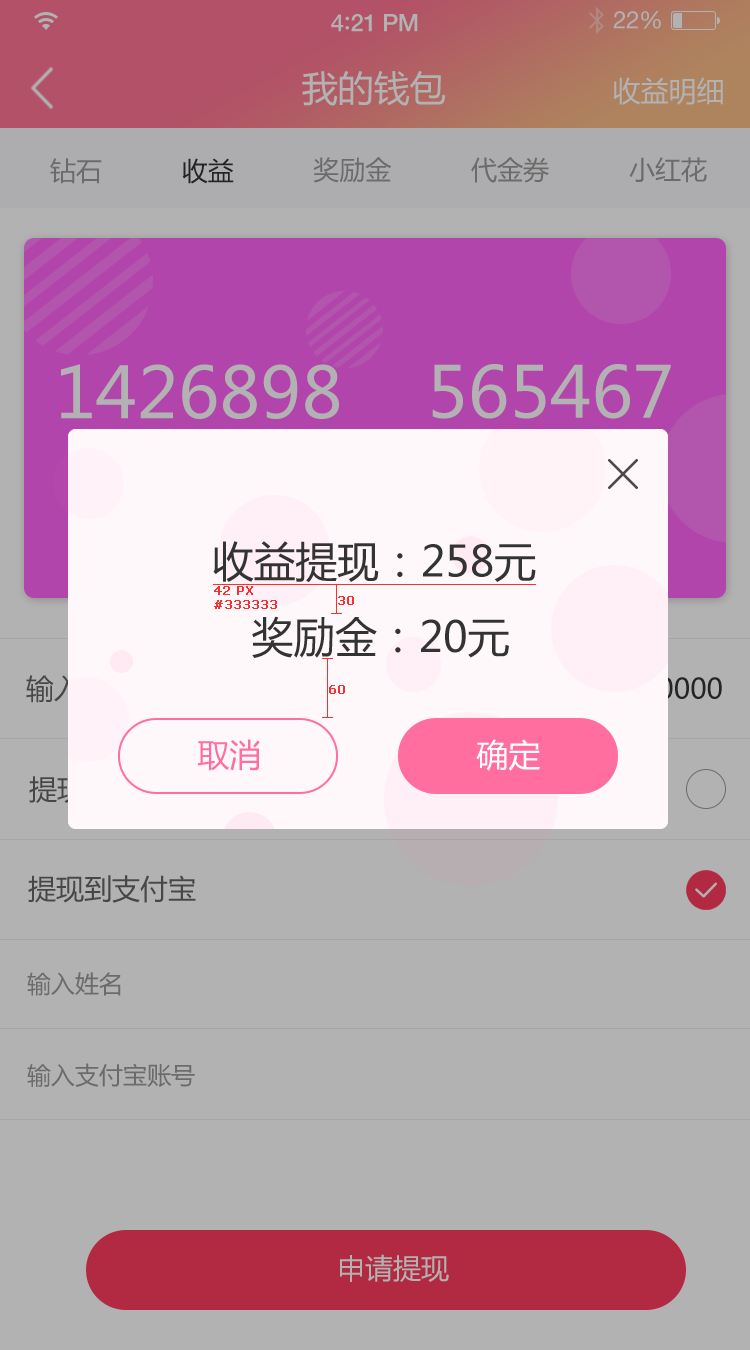 4:21 PM
22%
我的钱包
收益明细
钻石
收益
奖励金
代金券
小红花
1426898
565467
收益提现：258元
42 PX
#333333
30
奖励金：20元
60
输入
0000
取消
确定
提现
提现到支付宝
输入姓名
输入支付宝账号
申请提现